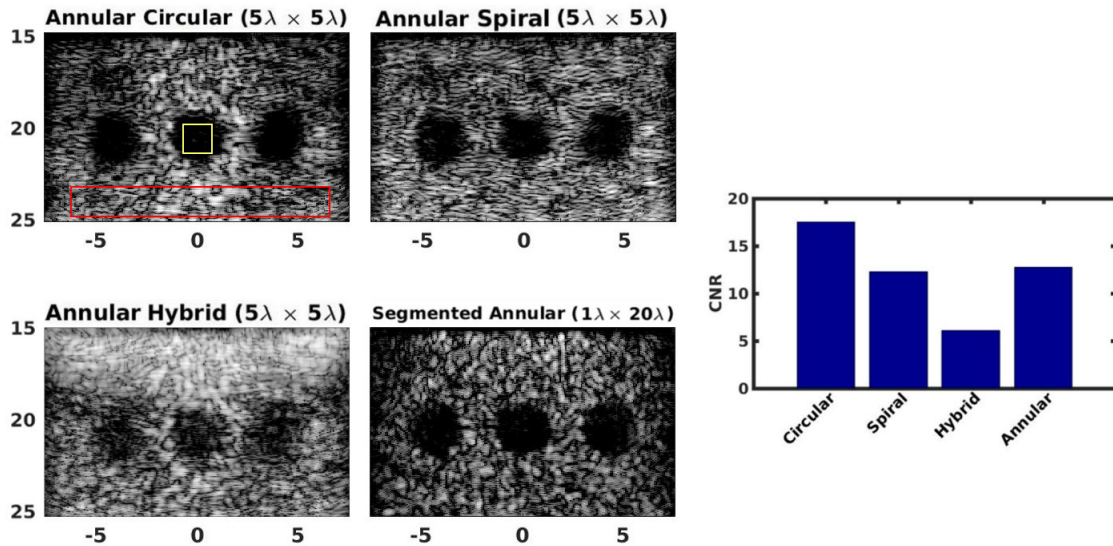 Annular Circular (5λ × 5λ)
Annular Spiral (5λ × 5λ)
15
20
25
-5 0 5
-5 0 5
Annular Hybrid (5λ × 5λ)
Segmented Annular (1λ × 20λ)
15
20
25
-5 0 5
-5 0 5
20
15
10
5
0
CNR
Circular
Spiral
Hybrid
Annular